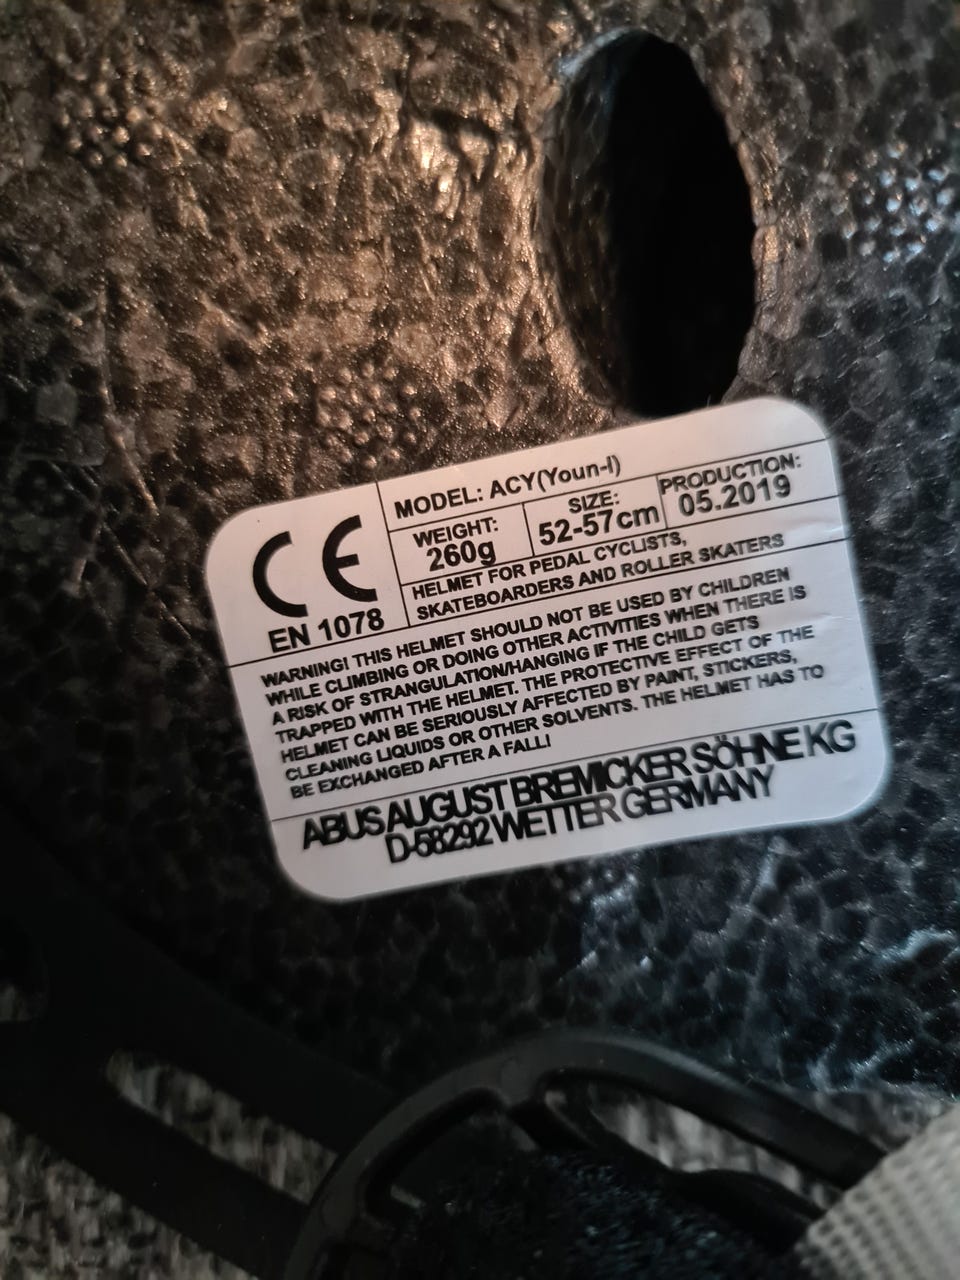 CE
EN 1078
MODEL: ACY(Youn-I)
WEIGHT:
260g
SIZE:
52-57cm
PRODUCTION:
05.2019
HELMET FOR PEDAL CYCLISTS,
SKATEBOARDERS AND ROLLER SKATERS
WARNING! THIS HELMET SHOULD NOT BE USED BY CHILDREN
WHILE CLIMBING OR DOING OTHER ACTIVITIES WHEN THERE IS
A RISK OF STRANGULATION/HANGING IF THE CHILD GETS
TRAPPED WITH THE HELMET. THE PROTECTIVE EFFECT OF THE
HELMET CAN BE SERIOUSLY AFFECTED BY PAINT, STICKERS,
CLEANING LIQUIDS OR OTHER SOLVENTS. THE HELMET HAS TO
BE EXCHANGED AFTER A FALL!
ABUS AUGUST BREMICKER SÖHNE KG
D-58292 WETTER GERMANY